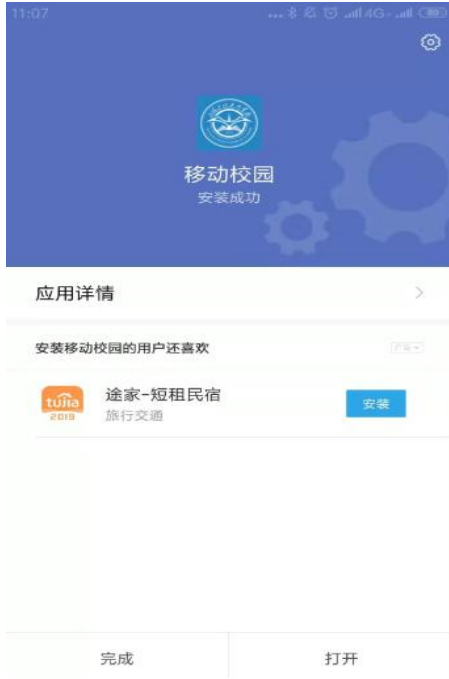 11:07
4G
移动校园
安装成功
应用详情
安装移动校园的用户还喜欢
广告
tujia
2019
途家-短租民宿
旅行交通
安装
完成
打开